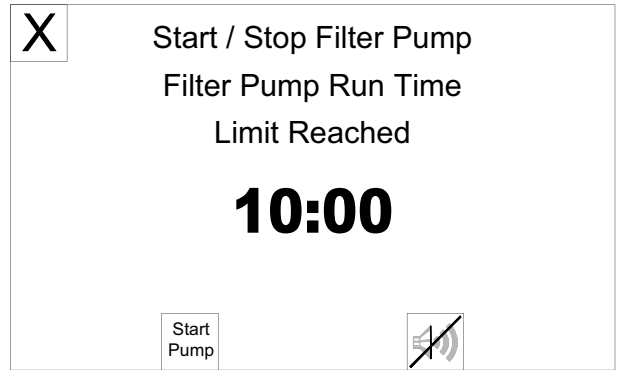 X
Start / Stop Filter Pump
Filter Pump Run Time
Limit Reached
10:00
Start
Pump